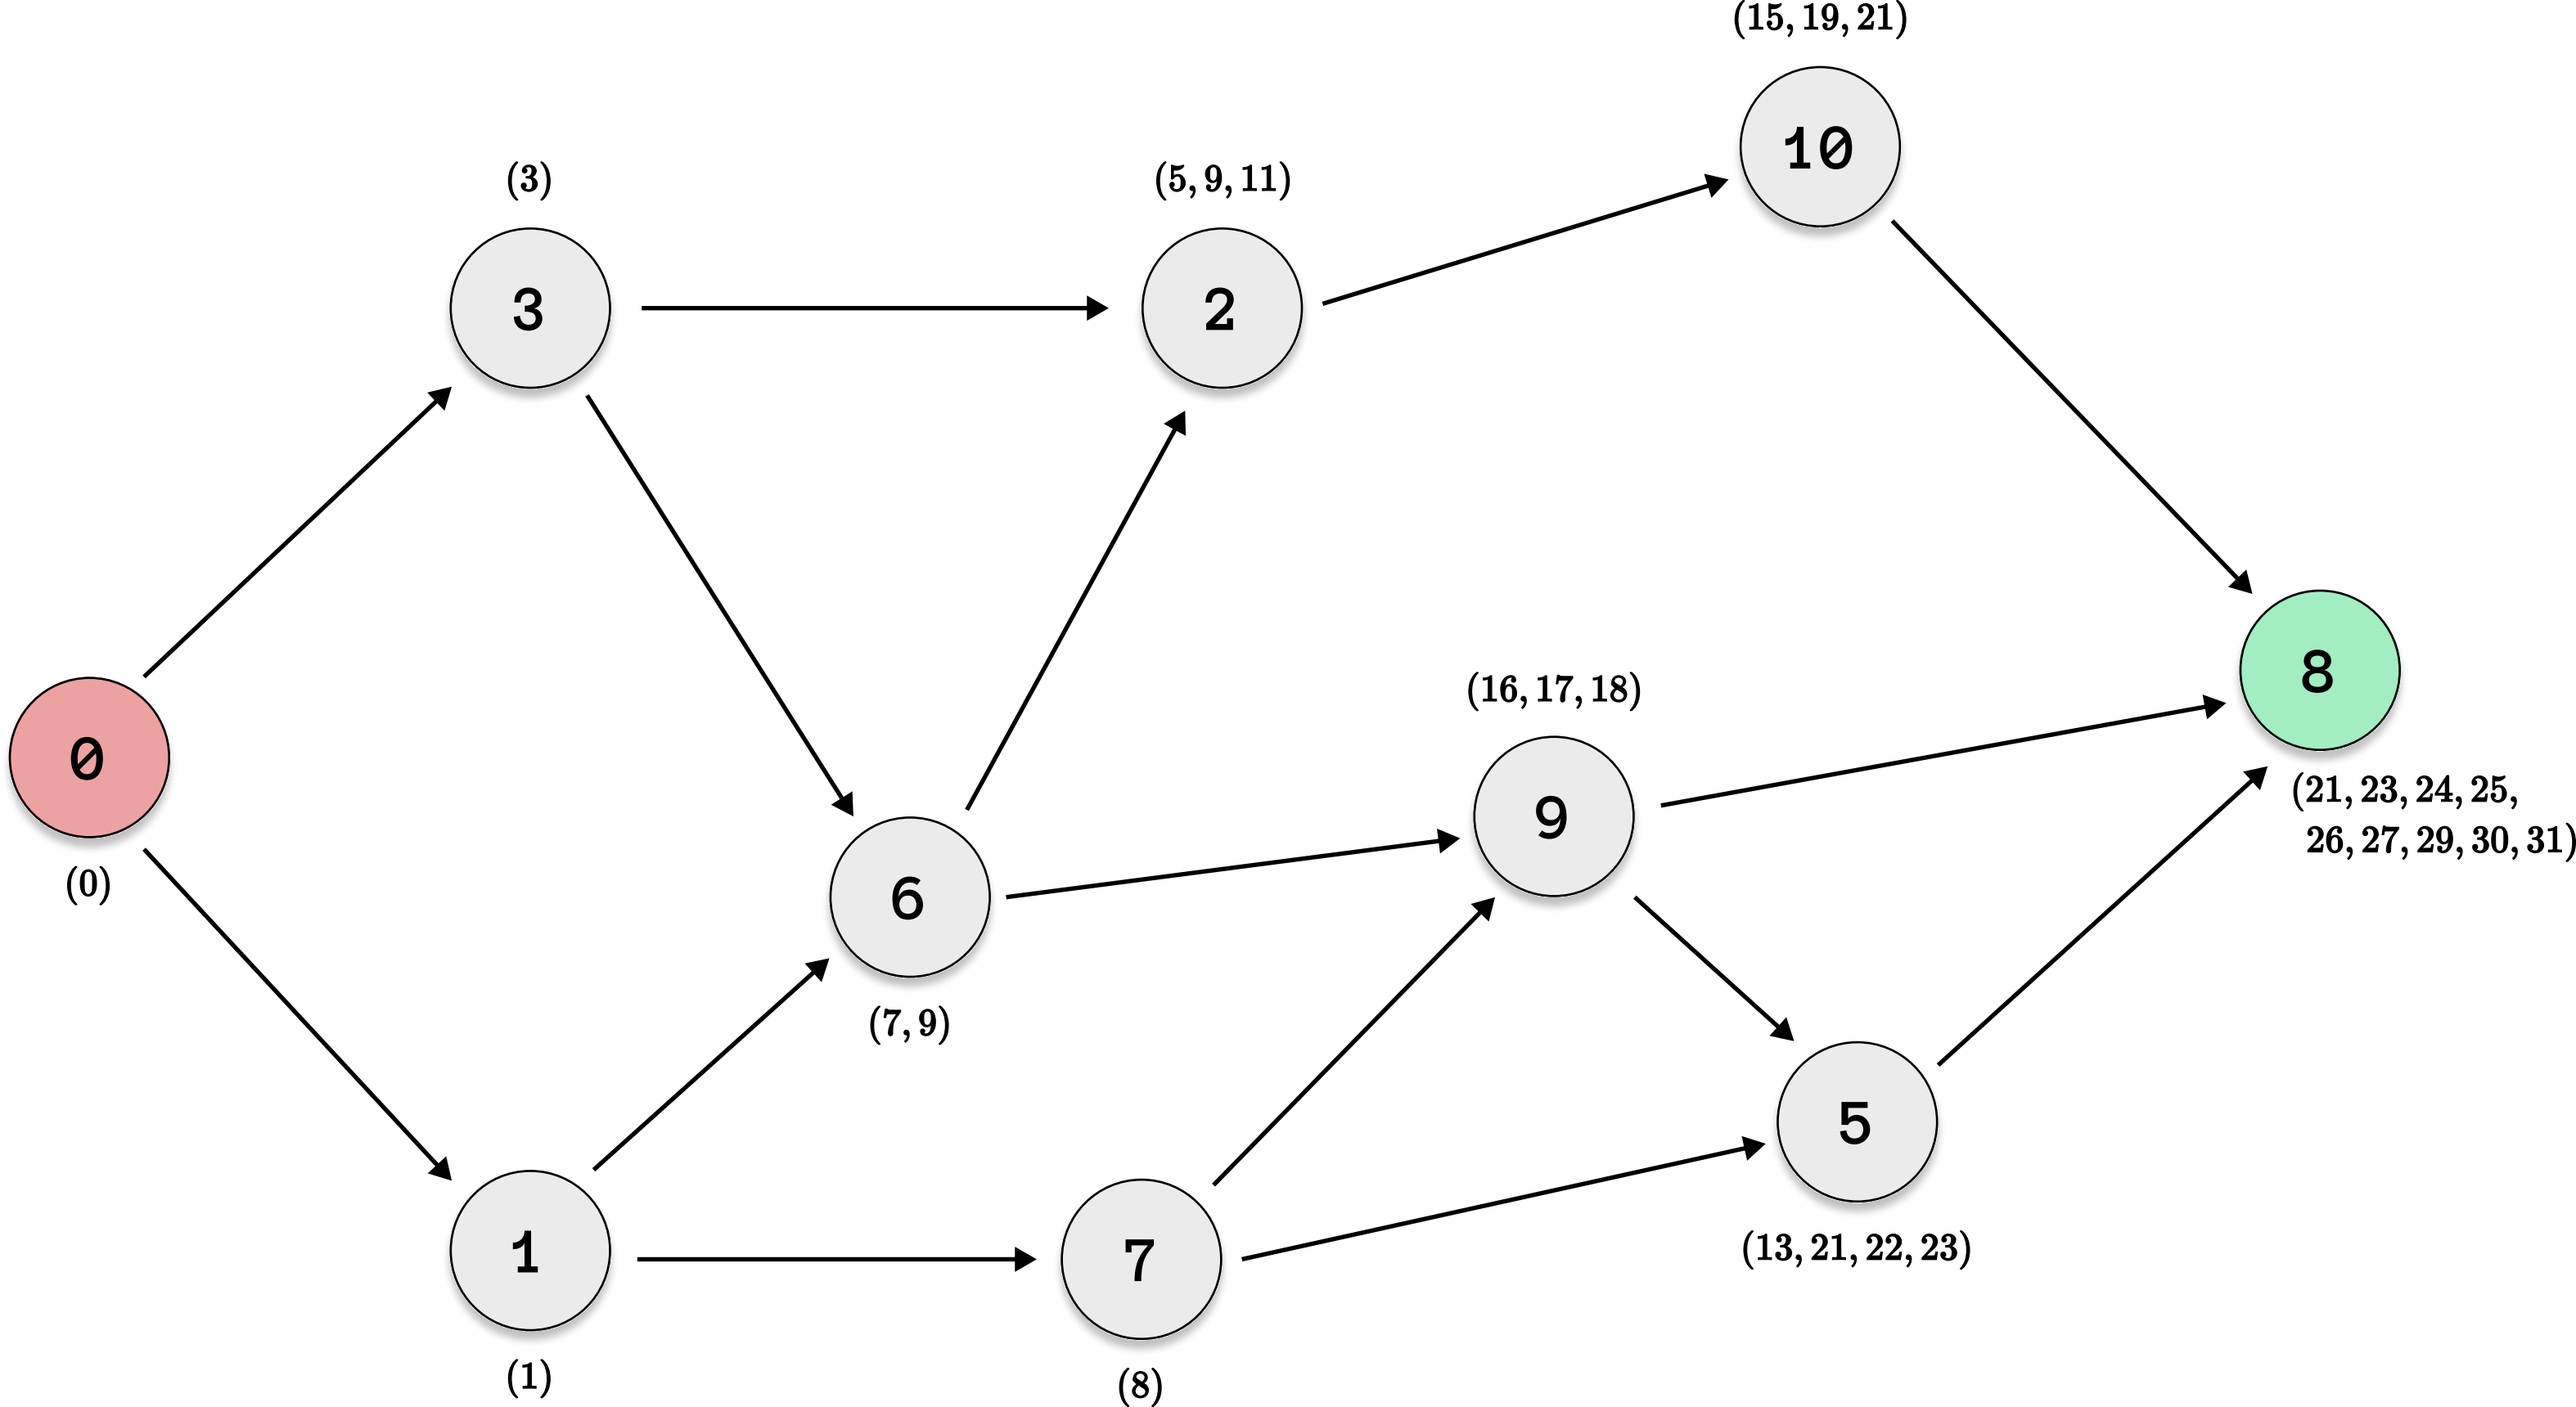 (15, 19, 21)
10
(3)
(5, 9, 11)
3
2
8
(16, 17, 18)
0
(21, 23, 24, 25,
26, 27, 29, 30, 31)
9
(0)
6
(7, 9)
5
1
7
(13, 21, 22, 23)
(1)
(8)